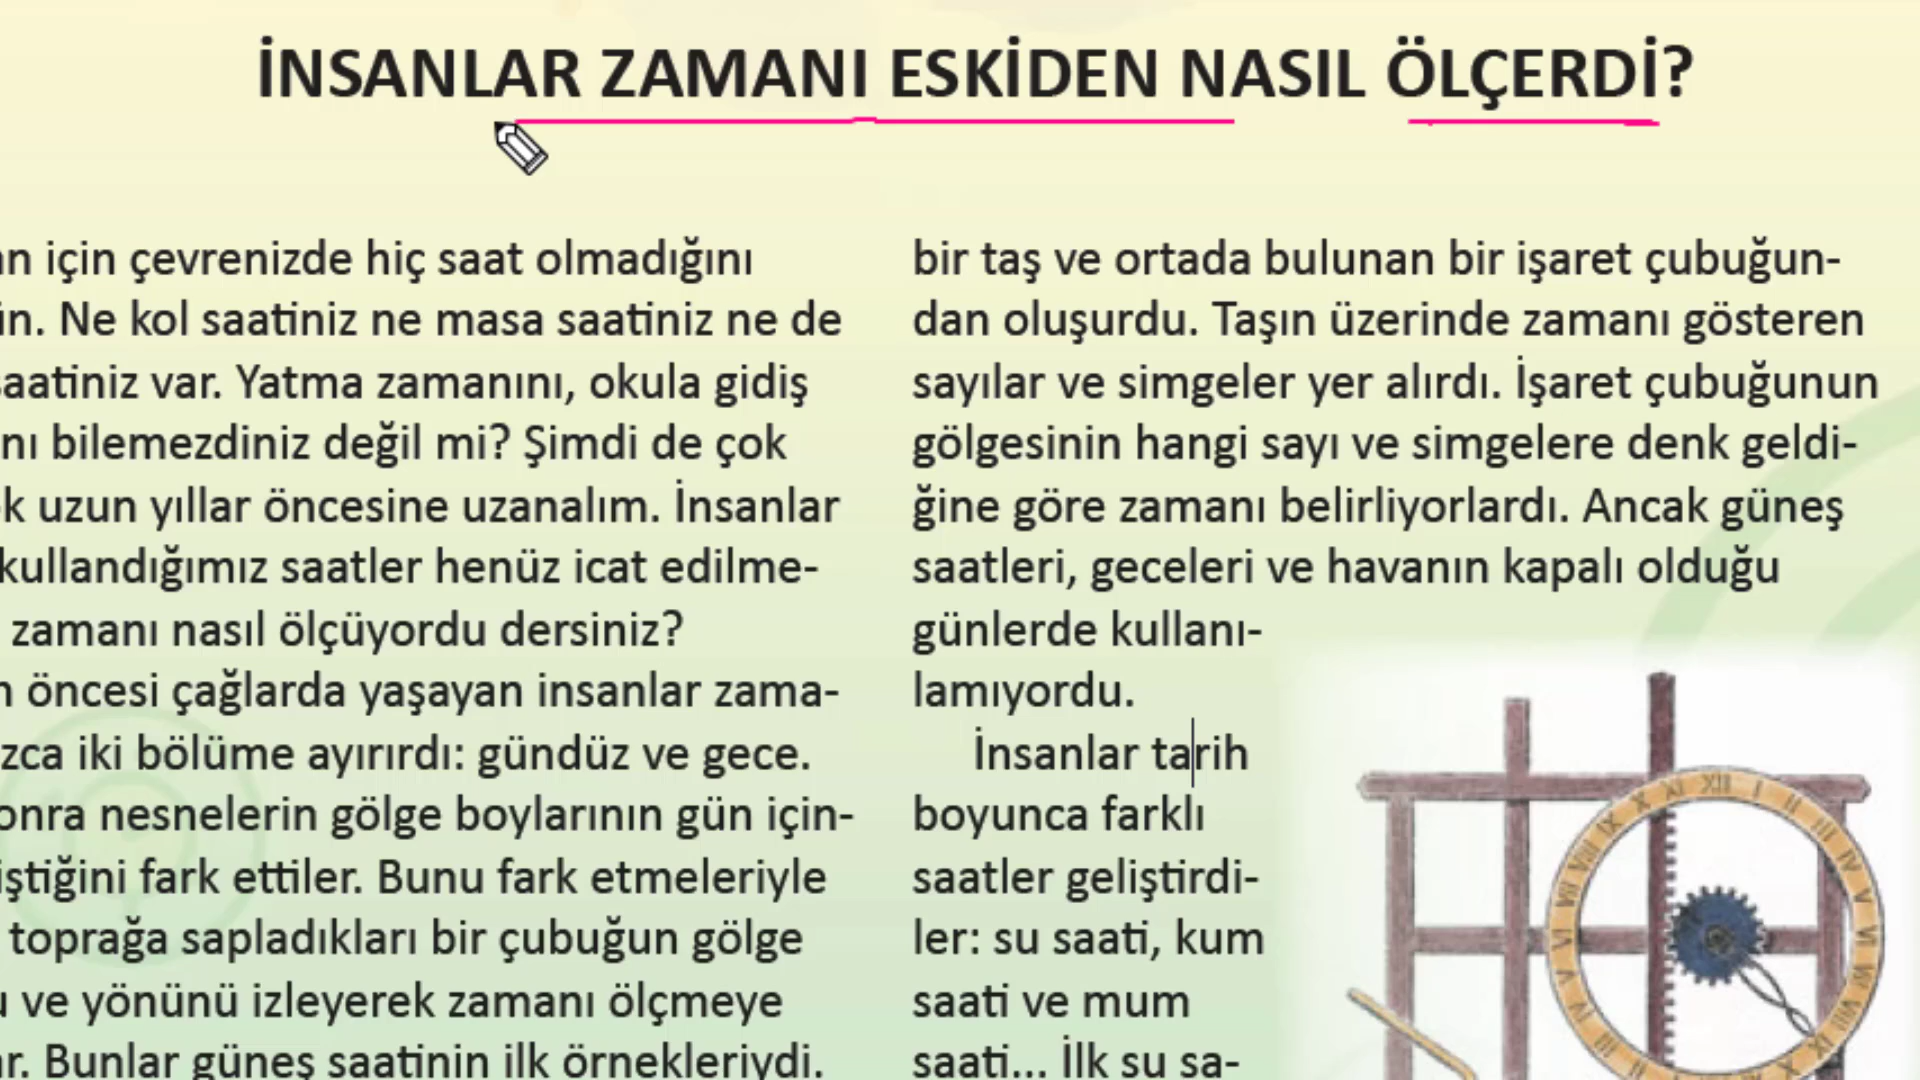 İNSANLAR ZAMANI ESKİDEN NASIL ÖLÇERDİ?
için çevrenizde hiç saat olmadığını
Ne kol saatiniz ne masa saatiniz ne de
saatiniz var. Yatma zamanını, okula gidiş
bilemezdiniz değil mi? Şimdi de çok
uzun yıllar öncesine uzanalım. İnsanlar
kullandığımız saatler henüz icat edilme-
zamanı nasıl ölçüyordu dersiniz?
öncesi çağlarda yaşayan insanlar zama-
iki bölüme ayırırdı: gündüz ve gece.
nesnelerin gölge boylarının gün için-
fark ettiler. Bunu fark etmeleriyle
toprağa sapladıkları bir çubuğun gölge
ve yönünü izleyerek zamanı ölçmeye
Bunlar güneş saatinin ilk örnekleriydi.
bir taş ve ortada bulunan bir işaret çubuğun-
dan oluşurdu. Taşın üzerinde zamanı gösteren
sayılar ve simgeler yer alırdı. İşaret çubuğunun
gölgesinin hangi sayı ve simgelere denk geldi-
ğine göre zamanı belirliyorlardı. Ancak güneş
saatleri, geceleri ve havanın kapalı olduğu
günlerde kullanı-
lamıyordu.
İnsanlar tarih
boyunca farklı
saatler geliştirdi-
ler: su saati, kum
saati ve mum
saati... İlk su sa-